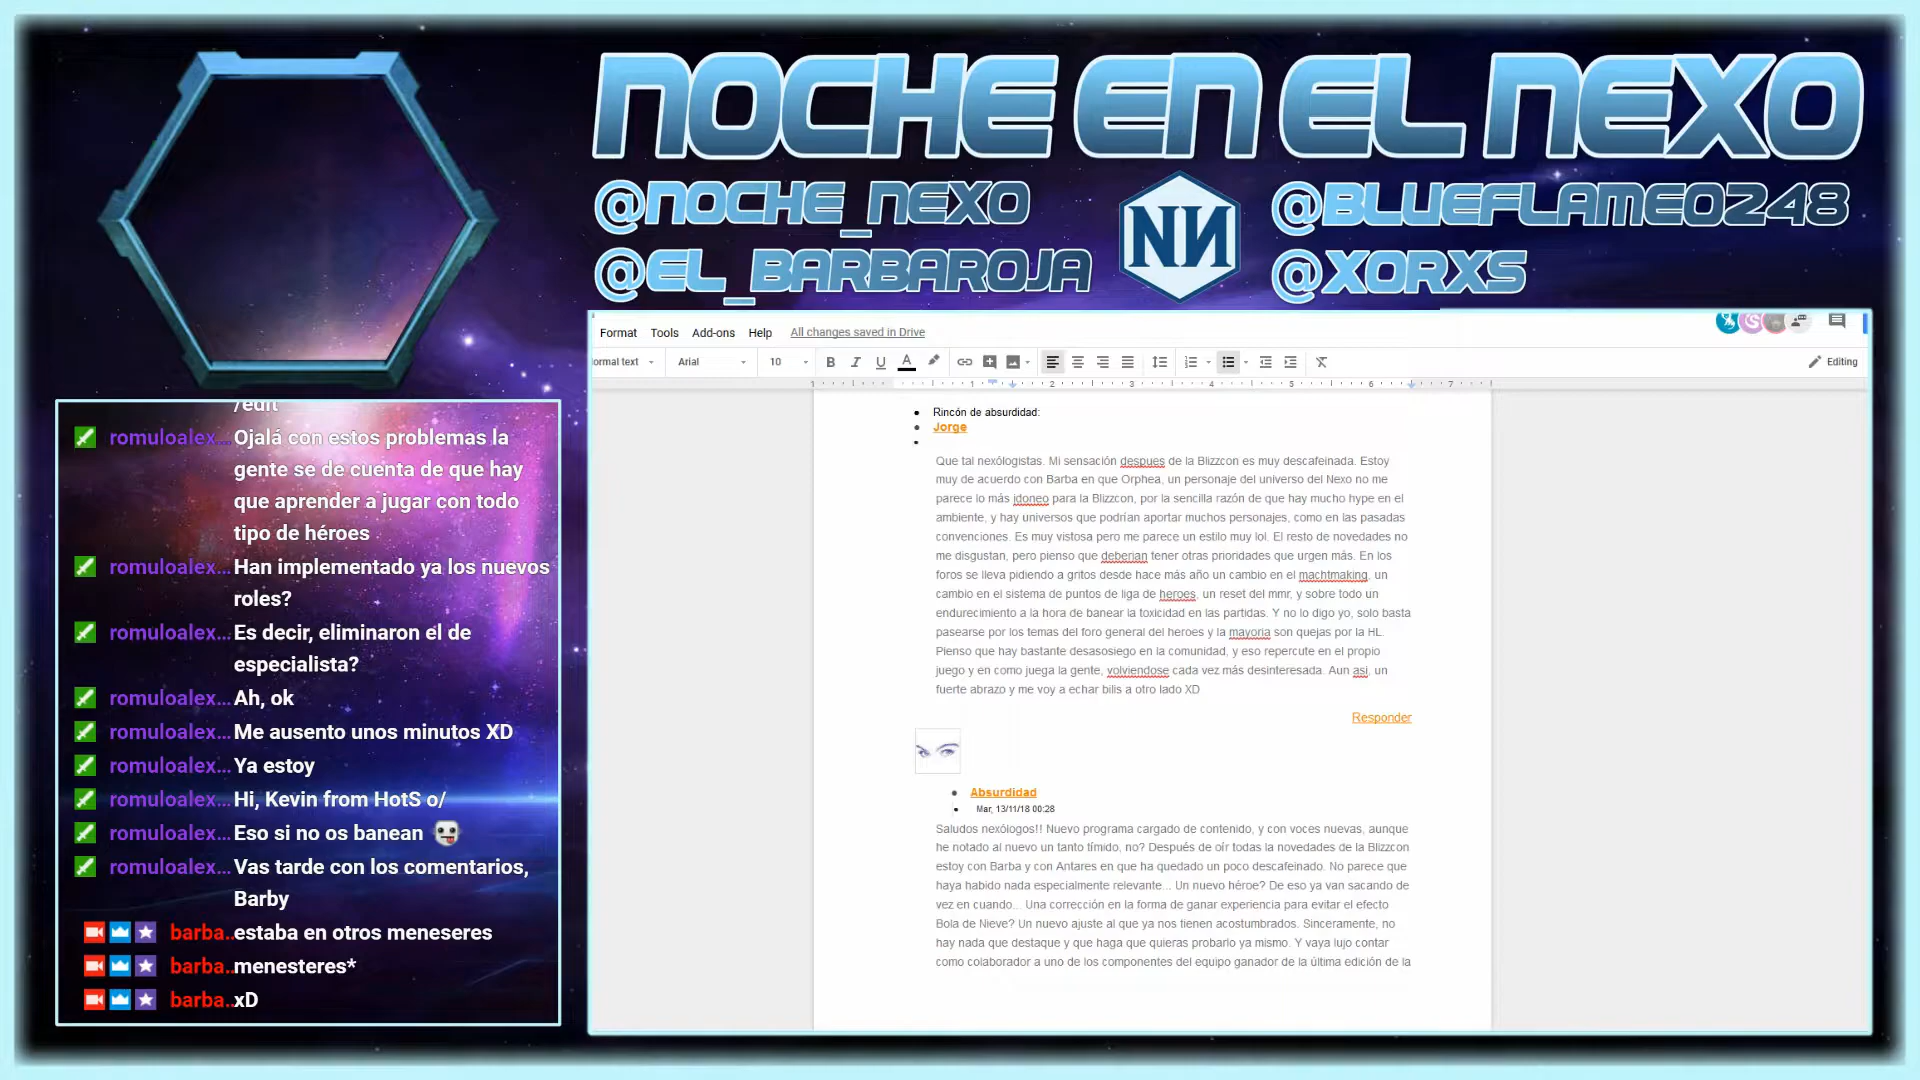 NOCHE EN EL NEXO
@NOCHE_NEXO
@EL_BARBAROJA
NN
@BLUEFLAME0248
@XORXS
/edit
romuloalex... Ojalá con estos problemas la
gente se de cuenta de que hay
que aprender a jugar con todo
tipo de héroes
romuloalex... Han implementado ya los nuevos
roles?
romuloalex... Es decir, eliminaron el de
especialista?
romuloalex... Ah, ok
romuloalex... Me ausento unos minutos XD
romuloalex... Ya estoy
romuloalex... Hi, Kevin from HotS o/
romuloalex... Eso si no os banean
romuloalex... Vas tarde con los comentarios,
Barby
barba.. estaba en otros meneseres
barba.. menesteres*
barba.. xD
Format Tools Add-ons Help All changes saved in Drive
ormal text Arial 10 B I U A Editing
1 1 2 3 4 5 6 7
Rincón de absurdidad:
Jorge
Que tal nexólogistas. Mi sensación despues de la Blizzcon es muy descafeinada. Estoy
muy de acuerdo con Barba en que Orphea, un personaje del universo del Nexo no me
parece lo más idoneo para la Blizzcon, por la sencilla razón de que hay mucho hype en el
ambiente, y hay universos que podrían aportar muchos personajes, como en las pasadas
convenciones. Es muy vistosa pero me parece un estilo muy lol. El resto de novedades no
me disgustan, pero pienso que deberian tener otras prioridades que urgen más. En los
foros se lleva pidiendo a gritos desde hace más año un cambio en el machtmaking, un
cambio en el sistema de puntos de liga de heroes, un reset del mmr, y sobre todo un
endurecimiento a la hora de banear la toxicidad en las partidas. Y no lo digo yo, solo basta
pasearse por los temas del foro general del heroes y la mayoria son quejas por la HL.
Pienso que hay bastante desasosiego en la comunidad, y eso repercute en el propio
juego y en como juega la gente, volviendose cada vez más desinteresada. Aun asi, un
fuerte abrazo y me voy a echar bilis a otro lado XD
Responder
Absurdidad
Mar, 13/11/18 00:28
Saludos nexólogos!! Nuevo programa cargado de contenido, y con voces nuevas, aunque
he notado al nuevo un tanto tímido, no? Después de oír todas la novedades de la Blizzcon
estoy con Barba y con Antares en que ha quedado un poco descafeinado. No parece que
haya habido nada especialmente relevante... Un nuevo héroe? De eso ya van sacando de
vez en cuando... Una corrección en la forma de ganar experiencia para evitar el efecto
Bola de Nieve? Un nuevo ajuste al que ya nos tienen acostumbrados. Sinceramente, no
hay nada que destaque y que haga que quieras probarlo ya mismo. Y vaya lujo contar
como colaborador a uno de los componentes del equipo ganador de la última edición de la